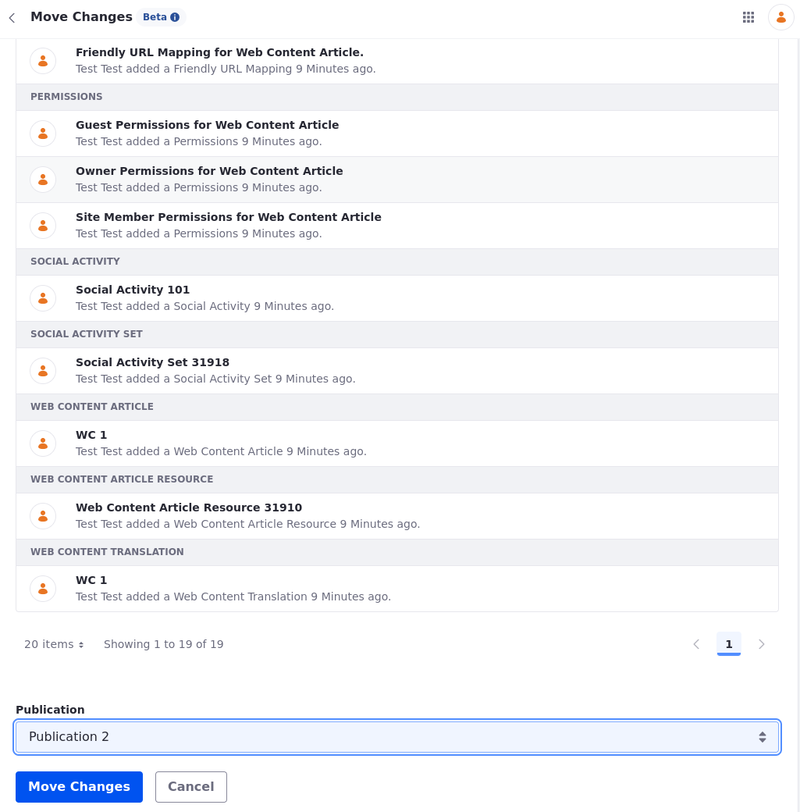 Move Changes Beta
Friendly URL Mapping for Web Content Article.
Test Test added a Friendly URL Mapping 9 Minutes ago.
PERMISSIONS
Guest Permissions for Web Content Article
Test Test added a Permissions 9 Minutes ago.
Owner Permissions for Web Content Article
Test Test added a Permissions 9 Minutes ago.
Site Member Permissions for Web Content Article
Test Test added a Permissions 9 Minutes ago.
SOCIAL ACTIVITY
Social Activity 101
Test Test added a Social Activity 9 Minutes ago.
SOCIAL ACTIVITY SET
Social Activity Set 31918
Test Test added a Social Activity Set 9 Minutes ago.
WEB CONTENT ARTICLE
WC 1
Test Test added a Web Content Article 9 Minutes ago.
WEB CONTENT ARTICLE RESOURCE
Web Content Article Resource 31910
Test Test added a Web Content Article Resource 9 Minutes ago.
WEB CONTENT TRANSLATION
WC 1
Test Test added a Web Content Translation 9 Minutes ago.
20 items Showing 1 to 19 of 19 1
Publication
Publication 2
Move Changes Cancel